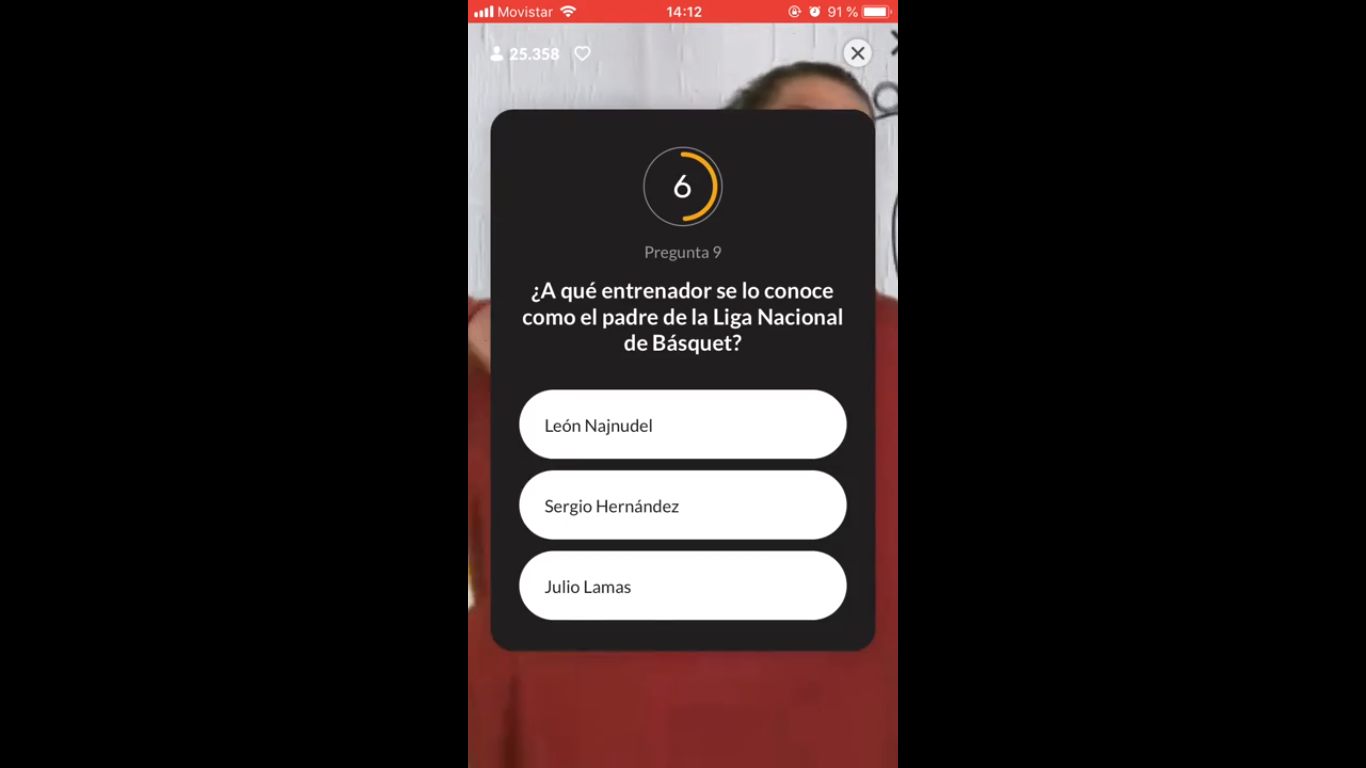 Movistar 14:12 91 %
25.358
6
Pregunta 9
¿A qué entrenador se lo conoce
como el padre de la Liga Nacional
de Básquet?
León Najnudel
Sergio Hernández
Julio Lamas